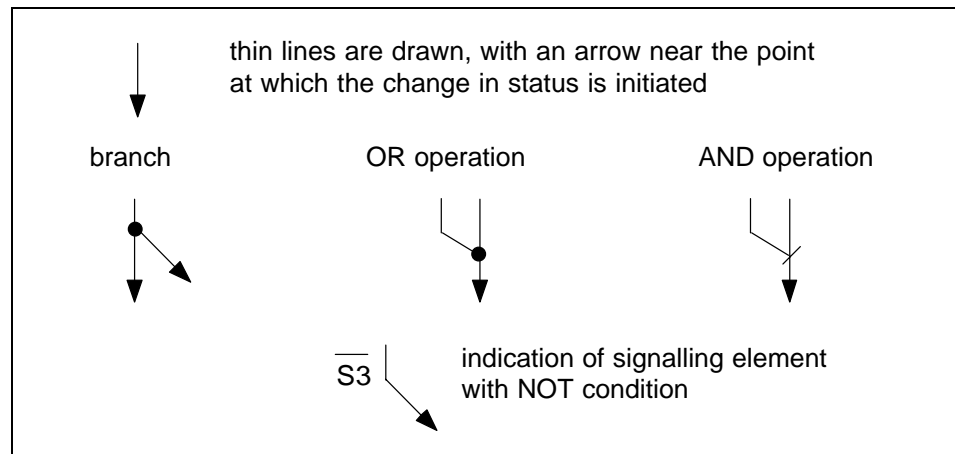 thin lines are drawn, with an arrow near the point
at which the change in status is initiated
branch
OR operation
AND operation
S̅3̅
indication of signalling element
with NOT condition